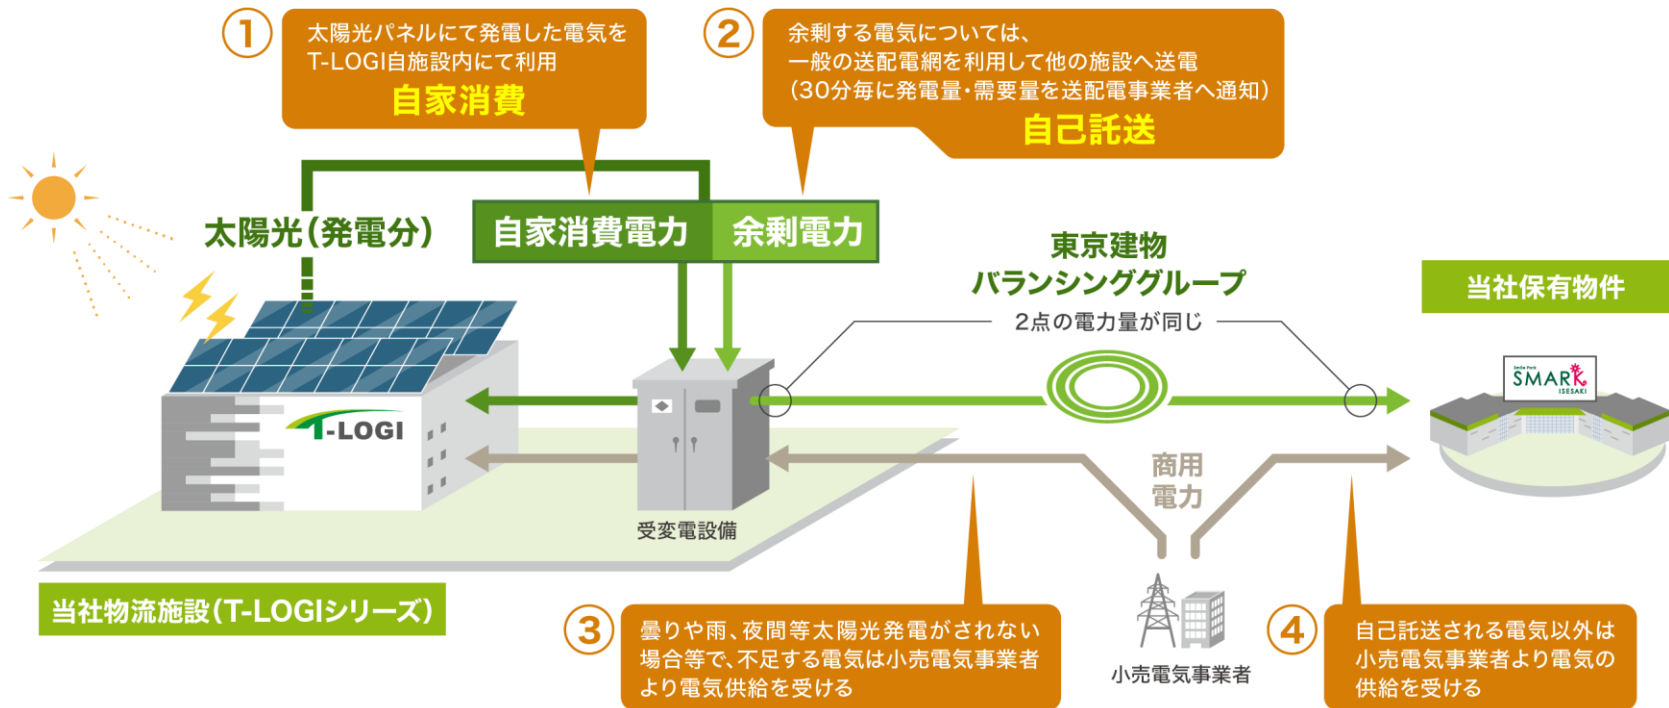 ①
太陽光パネルにて発電した電気を
T-LOGI自施設内にて利用
自家消費
②
余剰する電気については、
一般の送配電網を利用して他の施設へ送電
(30分毎に発電量・需要量を送配電事業者へ通知)
自己託送
太陽光(発電分)
自家消費電力
余剰電力
東京建物
バランシンググループ
2点の電力量が同じ
当社保有物件
Smile Park
SMARK
ISESAKI
T-LOGI
商用
電力
受変電設備
当社物流施設(T-LOGIシリーズ)
③
曇りや雨、夜間等太陽光発電がされない
場合等で、不足する電気は小売電気事業者
より電気供給を受ける
小売電気事業者
④
自己託送される電気以外は
小売電気事業者より電気の
供給を受ける